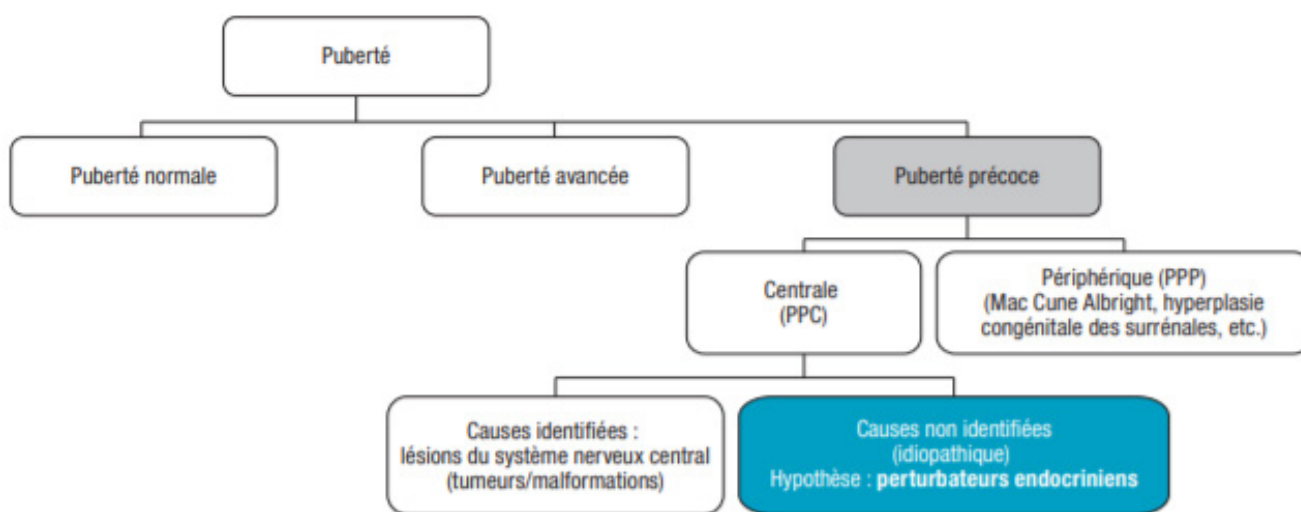 Puberté
Puberté normale
Puberté avancée
Puberté précoce
Centrale
(PPC)
Périphérique (PPP)
(Mac Cune Albright, hyperplasie
congénitale des surrénales, etc.)
Causes identifiées :
lésions du système nerveux central
(tumeurs/malformations)
Causes non identifiées
(idiopathique)
Hypothèse : perturbateurs endocriniens